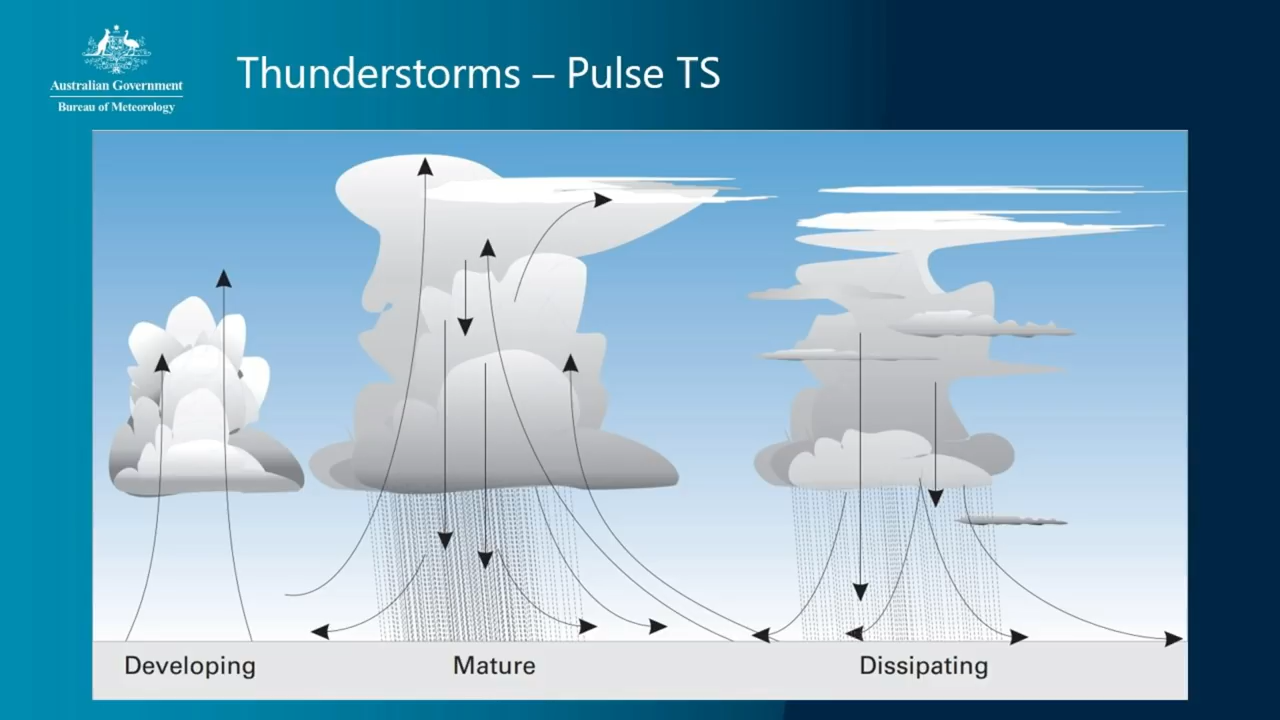 Australian Government
Bureau of Meteorology
Thunderstorms – Pulse TS
Developing
Mature
Dissipating